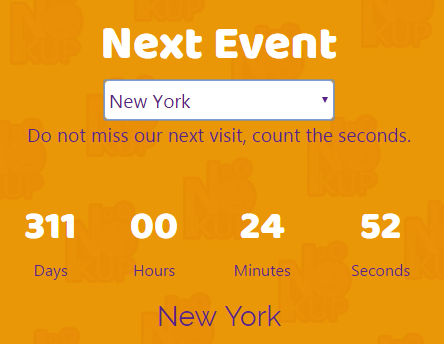 Next Event
New York
Do not miss our next visit, count the seconds.
311 00 24 52
Days Hours Minutes Seconds
New York